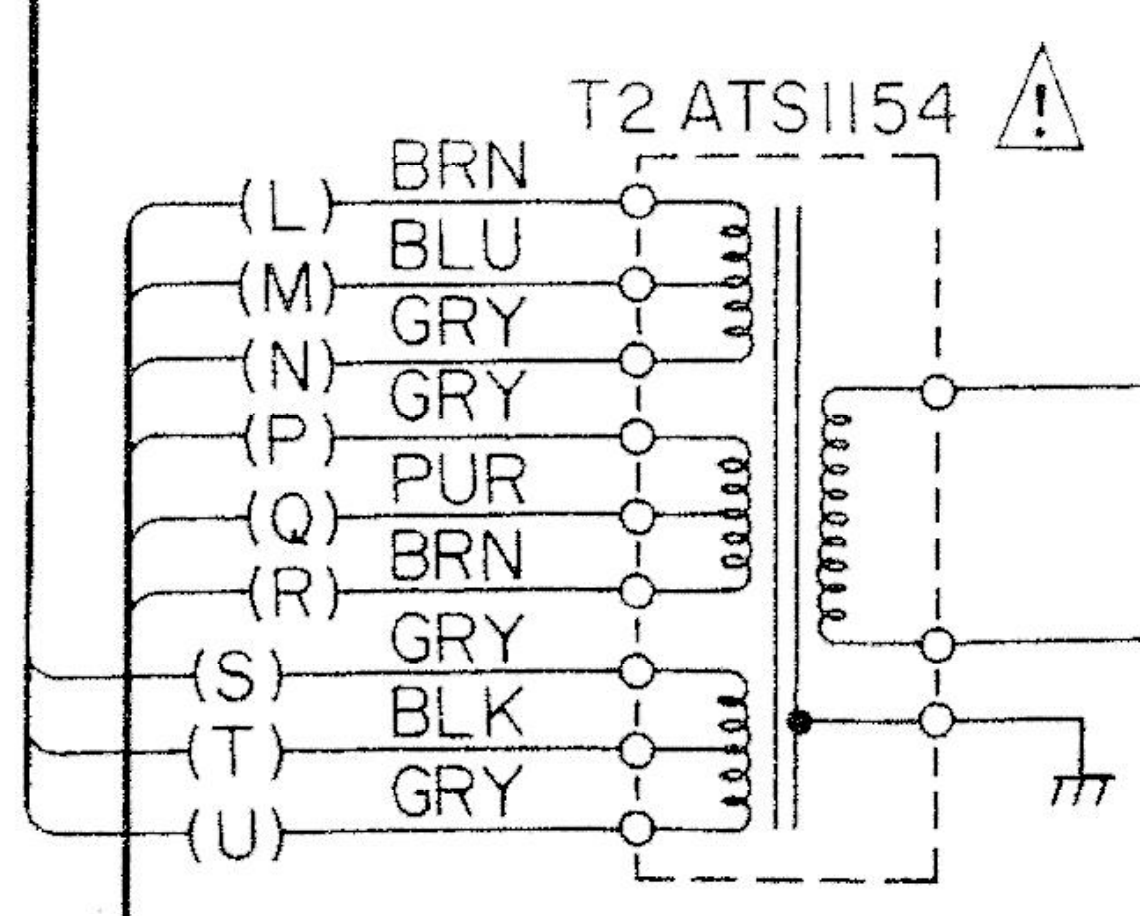 T2 ATS1154 !
BRN
(L)
BLU
(M)
GRY
(N)
GRY
(P)
PUR
(Q)
BRN
(R)
GRY
(S)
BLK
(T)
GRY
(U)